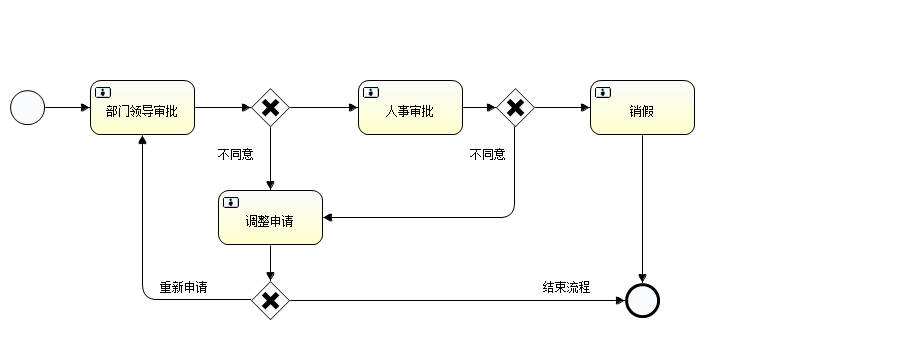 部门领导审批
人事审批
销假
不同意
不同意
调整申请
重新申请
结束流程